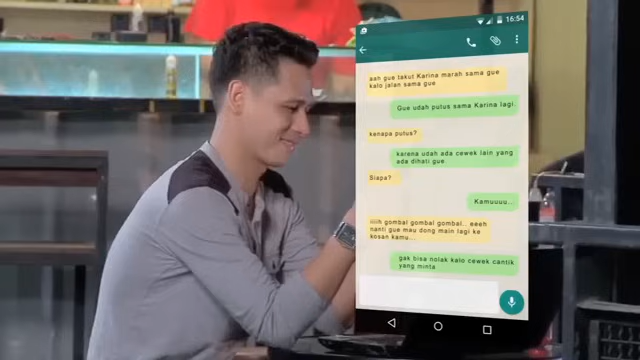 16:54
aah gue takut Karina marah sama gue
kalo jalan sama gue
Gue udah putus sama Karina lagi.
kenapa putus?
karena udah ada cewek lain yang
ada dihati gue
Siapa?
Kamuuuu...
iiiih gombal gombal gombal.. eeeh
nanti gue mau dong main lagi ke
kosan kamu...
gak bisa nolak kalo cewek cantik
yang minta